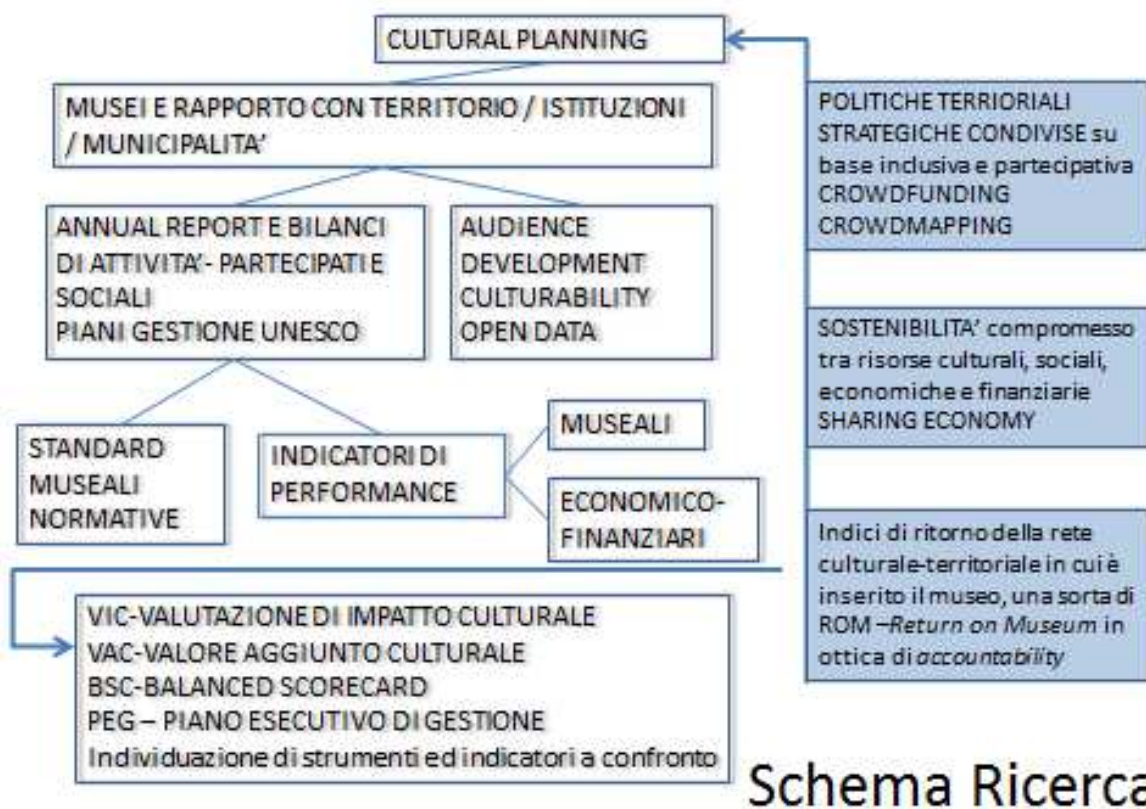 CULTURAL PLANNING
MUSEI E RAPPORTO CON TERRITORIO / ISTITUZIONI
/ MUNICIPALITA'
ANNUAL REPORT E BILANCI
DI ATTIVITA'- PARTECIPATI E
SOCIALI
PIANI GESTIONE UNESCO
AUDIENCE
DEVELOPMENT
CULTURABILITY
OPEN DATA
STANDARD
MUSEALI
NORMATIVE
INDICATORI DI
PERFORMANCE
MUSEALI
ECONOMICO-
FINANZIARI
VIC-VALUTAZIONE DI IMPATTO CULTURALE
VAC-VALORE AGGIUNTO CULTURALE
BSC-BALANCED SCORECARD
PEG – PIANO ESECUTIVO DI GESTIONE
Individuazione di strumenti ed indicatori a confronto
POLITICHE TERRIORIALI
STRATEGICHE CONDIVISE su
base inclusiva e partecipativa
CROWDFUNDING
CROWDMAPPING
SOSTENIBILITA' compromesso
tra risorse culturali, sociali,
economiche e finanziarie
SHARING ECONOMY
Indici di ritorno della rete
culturale-territoriale in cui è
inserito il museo, una sorta di
ROM –Return on Museum in
ottica di accountability
Schema Ricerca